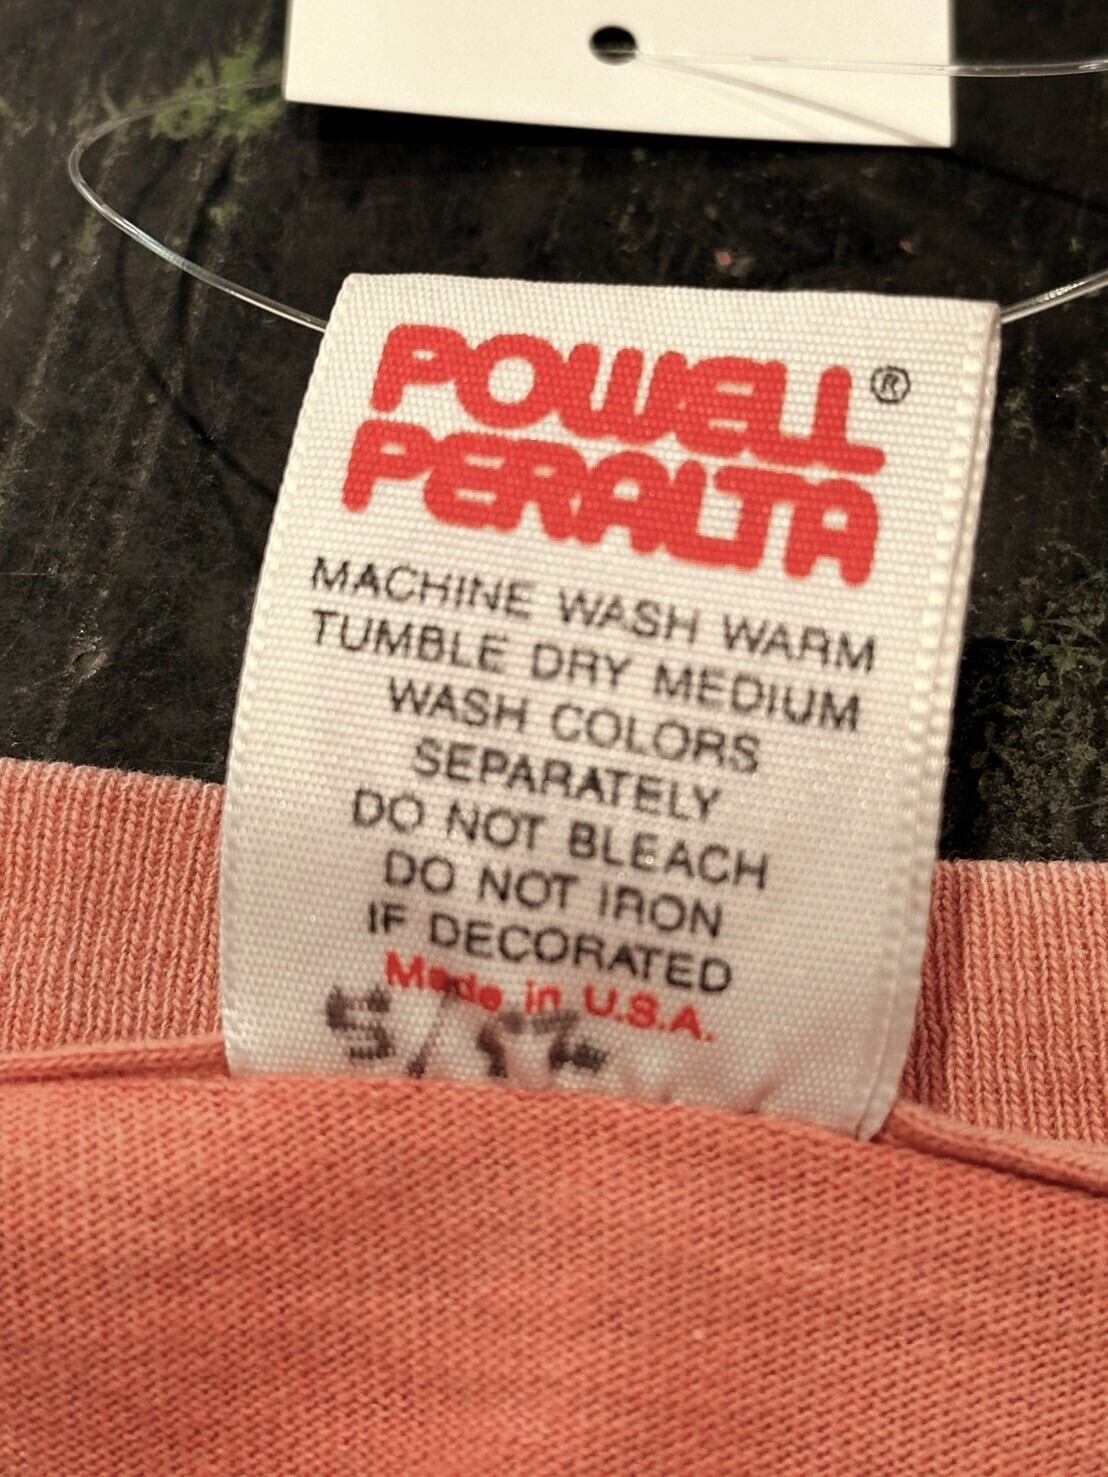 POWELL®
PERALTA
MACHINE WASH WARM
TUMBLE DRY MEDIUM
WASH COLORS
SEPARATELY
DO NOT BLEACH
DO NOT IRON
IF DECORATED
Made in U.S.A.